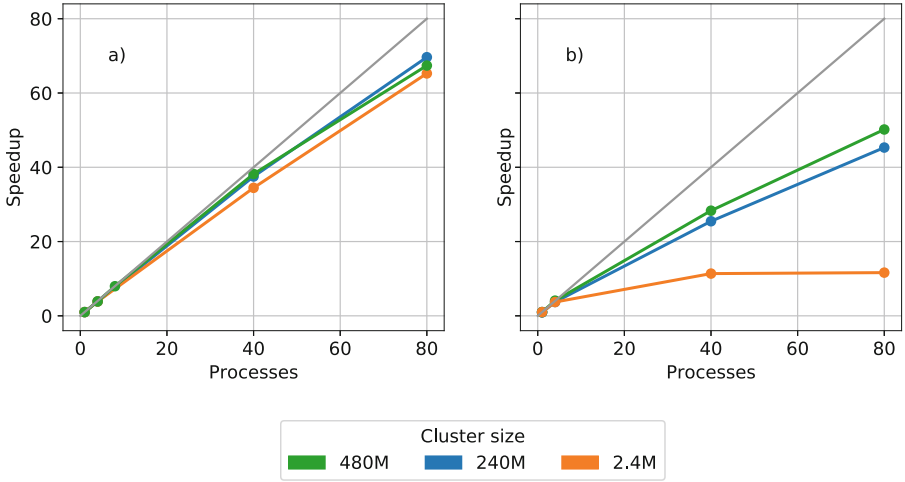 80
60
40
20
0
Speedup
a)
0 20 40 60 80
Processes
Speedup
b)
0 20 40 60 80
Processes
Cluster size
480M 240M 2.4M